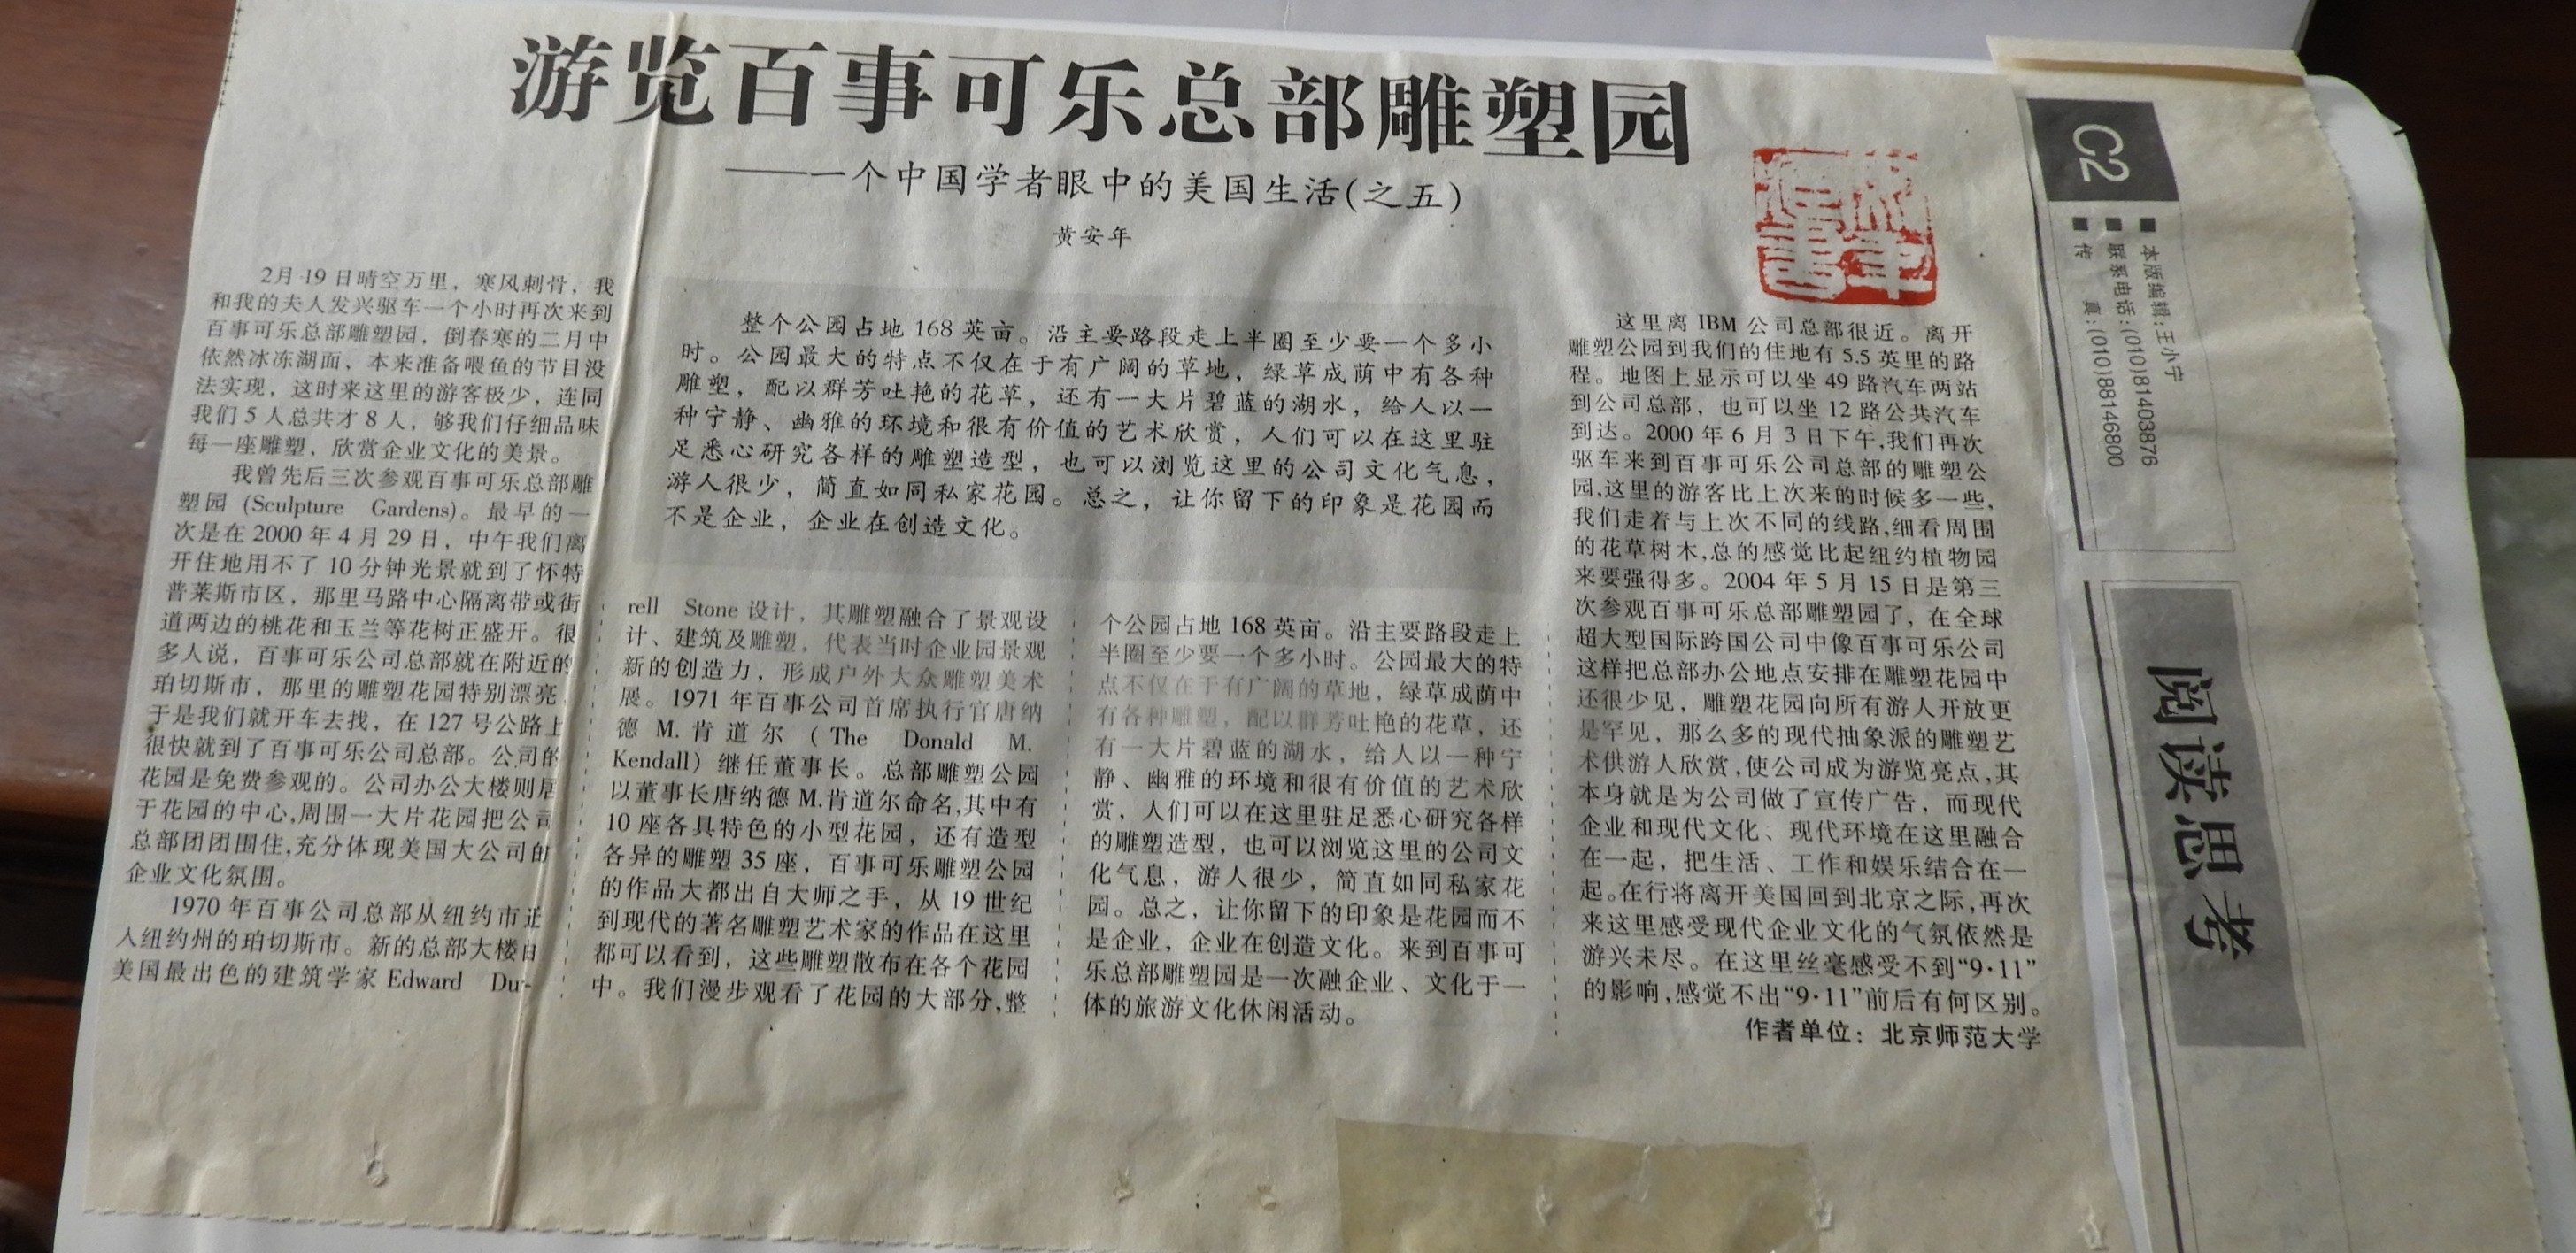 游览百事可乐总部雕塑园
——一个中国学者眼中的美国生活(之五)
黄安年
2月19日晴空万里，寒风刺骨，我
和我的夫人发兴驱车一个小时再次来到
百事可乐总部雕塑园，倒春寒的二月中
依然冰冻湖面，本来准备喂鱼的节目没
法实现，这时来这里的游客极少，连同
我们5人总共才8人，够我们仔细品味
每一座雕塑，欣赏企业文化的美景。
我曾先后三次参观百事可乐总部雕
塑园 (Sculpture Gardens)。最早的一
次是在2000年4月29日，中午我们离
开住地用不了10分钟光景就到了怀特
普莱斯市区，那里马路中心隔离带或街
道两边的桃花和玉兰等花树正盛开。很
多人说，百事可乐公司总部就在附近的
珀切斯市，那里的雕塑花园特别漂亮，
于是我们就开车去找，在127号公路上
很快就到了百事可乐公司总部。公司的
花园是免费参观的。公司办公大楼则居
于花园的中心,周围一大片花园把公司
总部团团围住,充分体现美国大公司的
企业文化氛围。
1970年百事公司总部从纽约市迁
入纽约州的珀切斯市。新的总部大楼由
美国最出色的建筑学家Edward Du-
整个公园占地168英亩。沿主要路段走上半圈至少要一个多小
时。公园最大的特点不仅在于有广阔的草地，绿草成荫中有各种
雕塑，配以群芳吐艳的花草，还有一大片碧蓝的湖水，给人以一
种宁静、幽雅的环境和很有价值的艺术欣赏，人们可以在这里驻
足悉心研究各样的雕塑造型，也可以浏览这里的公司文化气息，
游人很少，简直如同私家花园。总之，让你留下的印象是花园而
不是企业，企业在创造文化。
rell Stone设计，其雕塑融合了景观设
计、建筑及雕塑，代表当时企业园景观
新的创造力，形成户外大众雕塑美术
展。1971年百事公司首席执行官唐纳
德 M.肯道尔 (The Donald M.
Kendall) 继任董事长。总部雕塑公园
以董事长唐纳德M.肯道尔命名,其中有
10座各具特色的小型花园，还有造型
各异的雕塑35座，百事可乐雕塑公园
的作品大都出自大师之手，从19世纪
到现代的著名雕塑艺术家的作品在这里
都可以看到，这些雕塑散布在各个花园
中。我们漫步观看了花园的大部分,整
个公园占地168英亩。沿主要路段走上
半圈至少要一个多小时。公园最大的特
点不仅在于有广阔的草地，绿草成荫中
有各种雕塑，配以群芳吐艳的花草，还
有一大片碧蓝的湖水，给人以一种宁
静、幽雅的环境和很有价值的艺术欣
赏，人们可以在这里驻足悉心研究各样
的雕塑造型，也可以浏览这里的公司文
化气息，游人很少，简直如同私家花
园。总之，让你留下的印象是花园而不
是企业，企业在创造文化。来到百事可
乐总部雕塑园是一次融企业、文化于一
体的旅游文化休闲活动。
这里离IBM公司总部很近。离开
雕塑公园到我们的住地有5.5英里的路
程。地图上显示可以坐49路汽车两站
到公司总部，也可以坐12路公共汽车
到达。2000年6月3日下午,我们再次
驱车来到百事可乐公司总部的雕塑公
园,这里的游客比上次来的时候多一些,
我们走着与上次不同的线路,细看周围
的花草树木,总的感觉比起纽约植物园
来要强得多。2004年5月15日是第三
次参观百事可乐总部雕塑园了，在全球
超大型国际跨国公司中像百事可乐公司
这样把总部办公地点安排在雕塑花园中
还很少见，雕塑花园向所有游人开放更
是罕见，那么多的现代抽象派的雕塑艺
术供游人欣赏,使公司成为游览亮点,其
本身就是为公司做了宣传广告，而现代
企业和现代文化、现代环境在这里融合
在一起，把生活、工作和娱乐结合在一
起。在行将离开美国回到北京之际,再次
来这里感受现代企业文化的气氛依然是
游兴未尽。在这里丝毫感受不到“9·11”
的影响,感觉不出“9·11”前后有何区别。
作者单位：北京师范大学
C2
■本版编辑:王小宁
■联系电话:(010)81403876
■传 真:(010)88146800
阅读思考